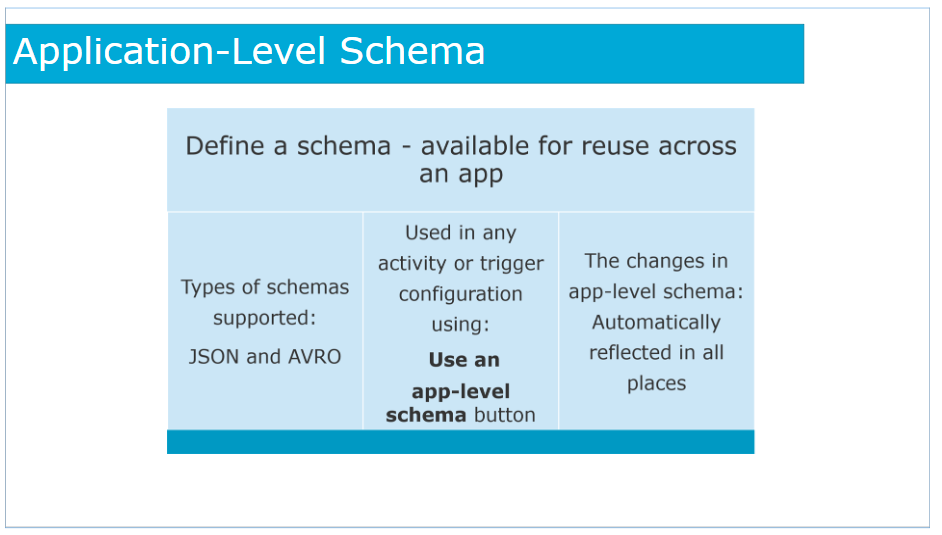 Application-Level Schema
Define a schema - available for reuse across
an app
Types of schemas
supported:
JSON and AVRO
Used in any
activity or trigger
configuration
using:
Use an
app-level
schema button
The changes in
app-level schema:
Automatically
reflected in all
places